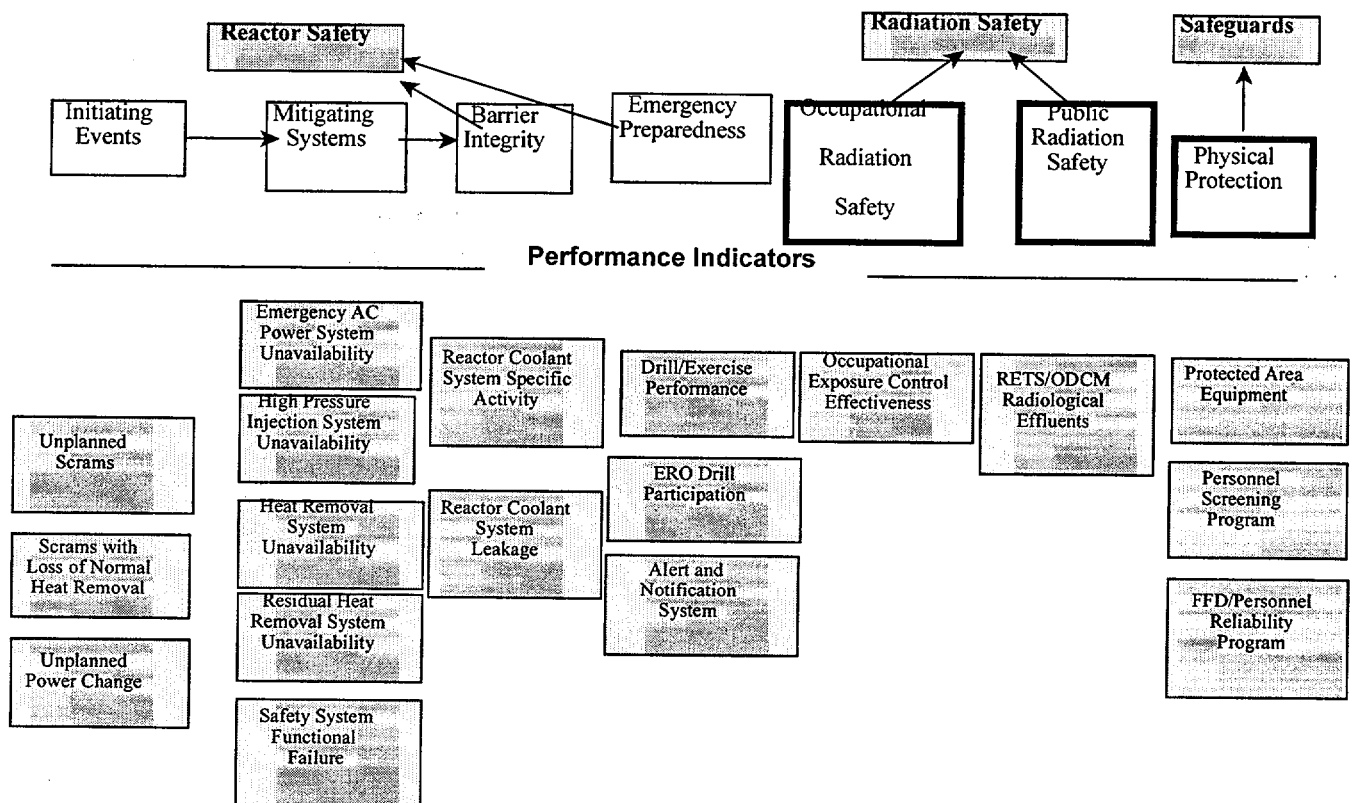 Reactor Safety
Radiation Safety
Safeguards
Initiating
Events
Mitigating
Systems
Barrier
Integrity
Emergency
Preparedness
Occupational
Radiation
Safety
Public
Radiation
Safety
Physical
Protection
Performance Indicators
Unplanned
Scrams
Scrams with
Loss of Normal
Heat Removal
Unplanned
Power Change
Emergency AC
Power System
Unavailability
High Pressure
Injection System
Unavailability
Heat Removal
System
Unavailability
Residual Heat
Removal System
Unavailability
Safety System
Functional
Failure
Reactor Coolant
System Specific
Activity
Reactor Coolant
System
Leakage
Drill/Exercise
Performance
ERO Drill
Participation
Alert and
Notification
System
Occupational
Exposure Control
Effectiveness
RETS/ODCM
Radiological
Effluents
Protected Area
Equipment
Personnel
Screening
Program
FFD/Personnel
Reliability
Program